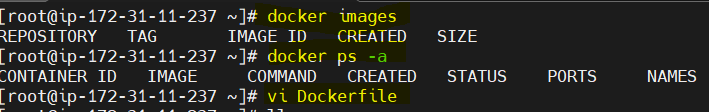 [root@ip-172-31-11-237 ~]# docker images
REPOSITORY   TAG       IMAGE ID   CREATED   SIZE
[root@ip-172-31-11-237 ~]# docker ps -a
CONTAINER ID   IMAGE     COMMAND   CREATED   STATUS    PORTS     NAMES
[root@ip-172-31-11-237 ~]# vi Dockerfile